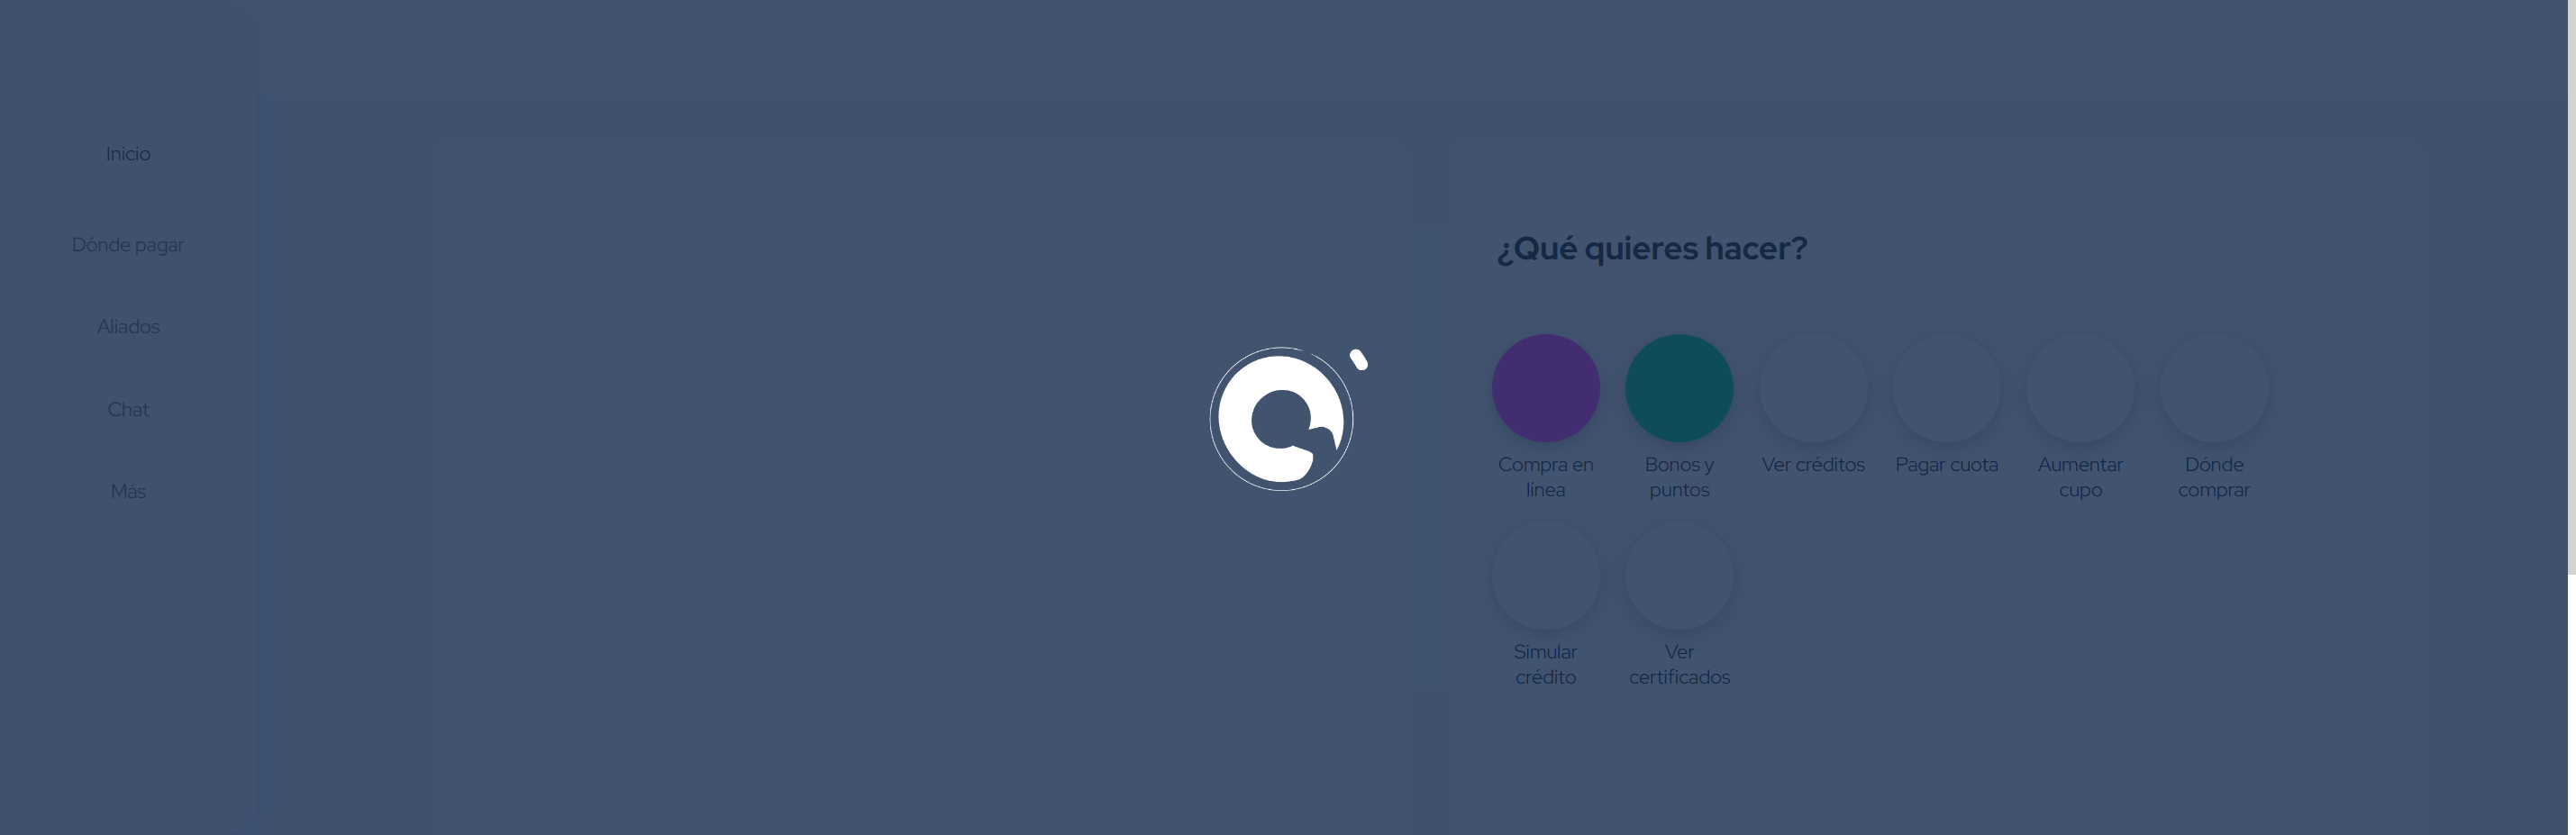 Inicio
Dónde pagar
Aliados
Chat
Más
¿Qué quieres hacer?
Compra en
línea
Bonos y
puntos
Ver créditos
Pagar cuota
Aumentar
cupo
Dónde
comprar
Simular
crédito
Ver
certificados